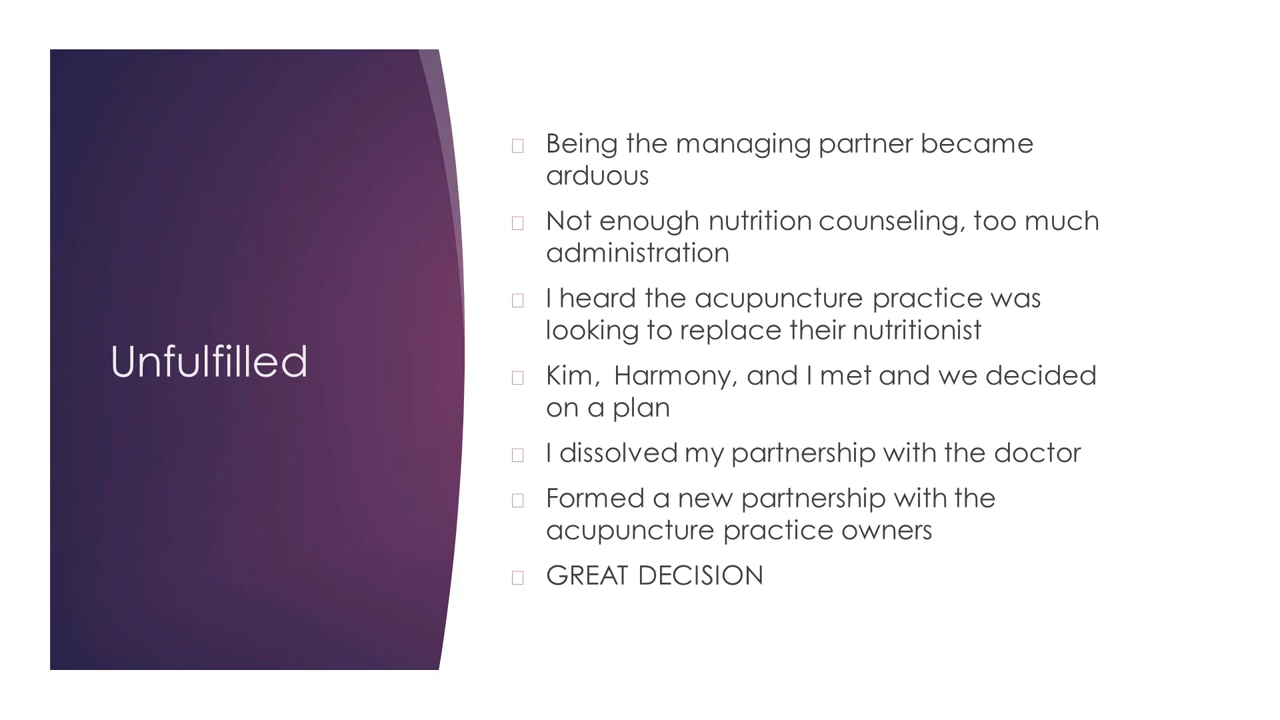 Unfulfilled
Being the managing partner became
arduous
Not enough nutrition counseling, too much
administration
I heard the acupuncture practice was
looking to replace their nutritionist
Kim,  Harmony, and I met and we decided
on a plan
I dissolved my partnership with the doctor
Formed a new partnership with the
acupuncture practice owners
GREAT DECISION